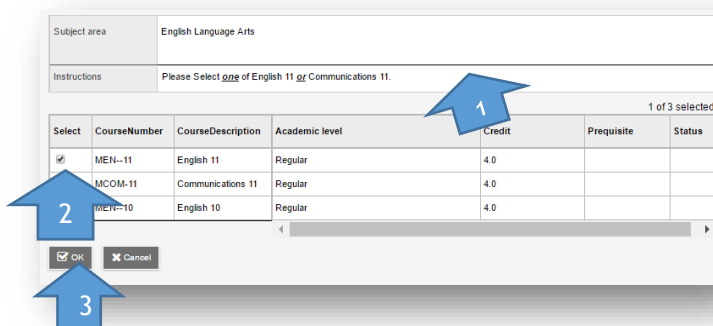 Subject area English Language Arts
Instructions Please Select one of English 11 or Communications 11.
1
1 of 3 selected
Select CourseNumber CourseDescription Academic level Credit Prequisite Status
MEN--11 English 11 Regular 4.0
MCOM-11 Communications 11 Regular 4.0
2
MEN--10 English 10 Regular 4.0
OK Cancel
3